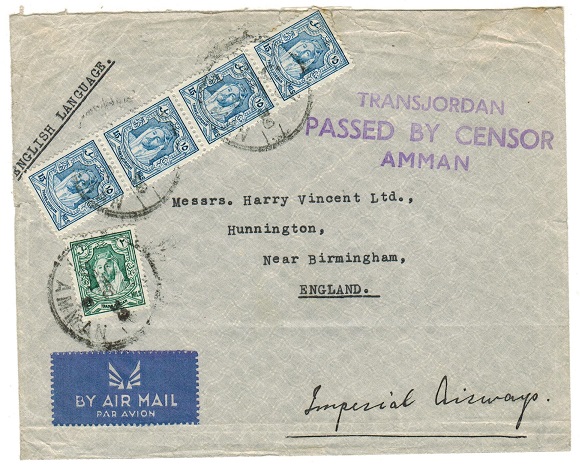 ENGLISH LANGUAGE.
TRANSJORDAN
PASSED BY CENSOR
AMMAN
Messrs. Harry Vincent Ltd.,
Hunnington,
Near Birmingham,
ENGLAND.
AMMAN
BY AIR MAIL
PAR AVION
Imperial Airways.